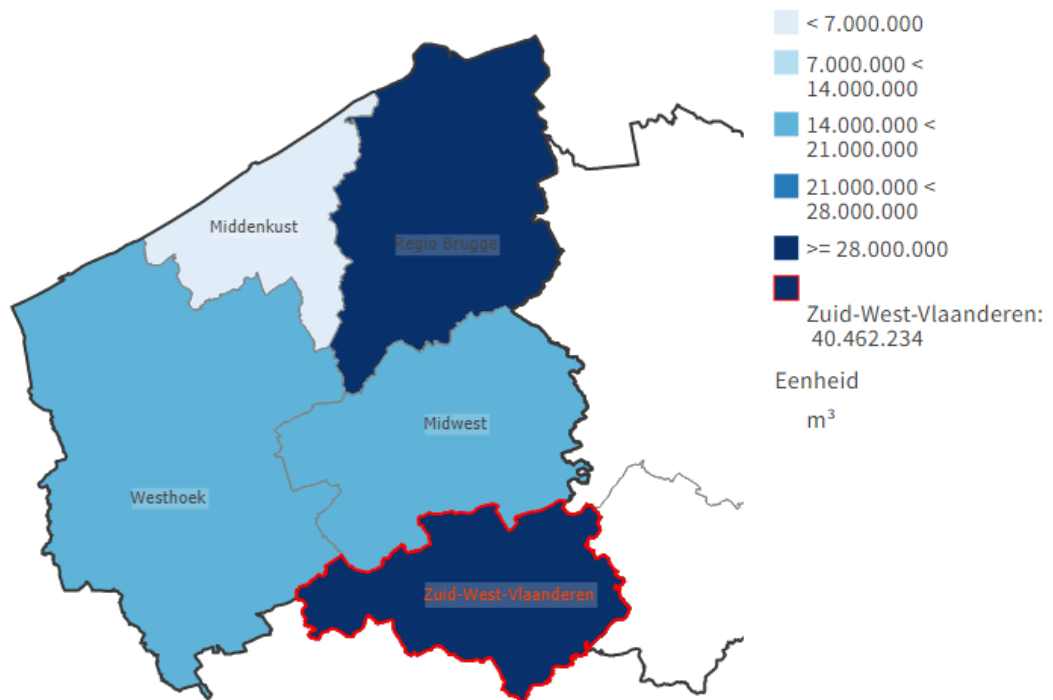 < 7.000.000
7.000.000 <
14.000.000
14.000.000 <
21.000.000
21.000.000 <
28.000.000
>= 28.000.000
Zuid-West-Vlaanderen:
40.462.234
Eenheid
m³
Middenkust
Regio Brugge
Midwest
Westhoek
Zuid-West-Vlaanderen